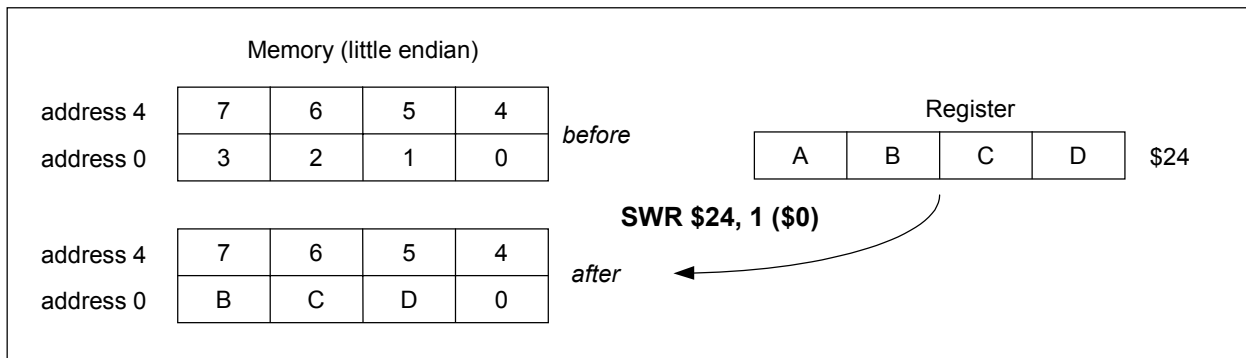 Memory (little endian)
address 4 7 6 5 4
before
address 0 3 2 1 0
Register
A B C D $24
SWR $24, 1 ($0)
address 4 7 6 5 4
after
address 0 B C D 0